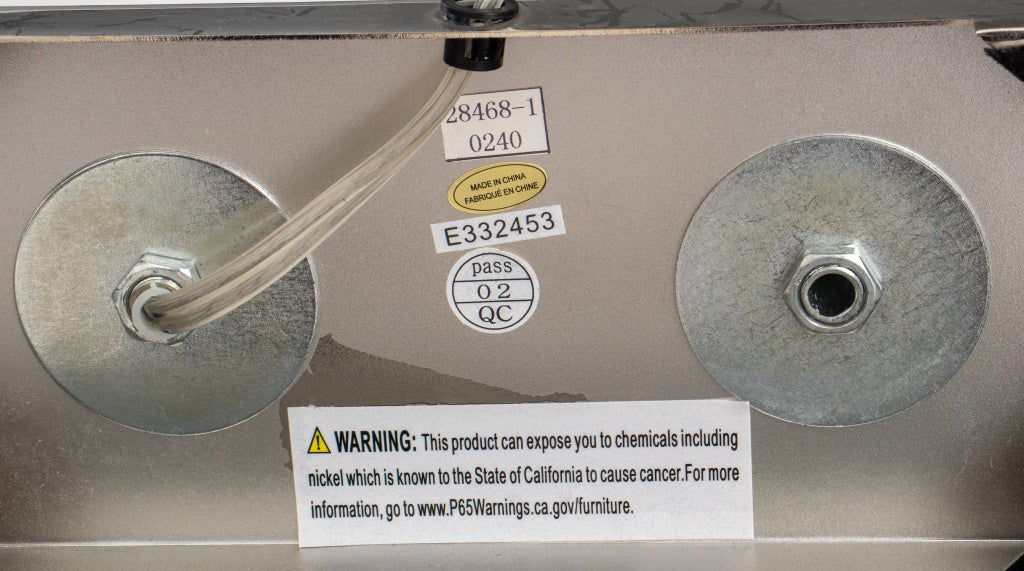 28468-1
0240
MADE IN CHINA
FABRIQUÉ EN CHINE
E332453
pass
02
QC
WARNING: This product can expose you to chemicals including
nickel which is known to the State of California to cause cancer.For more
information, go to www.P65Warnings.ca.gov/furniture.